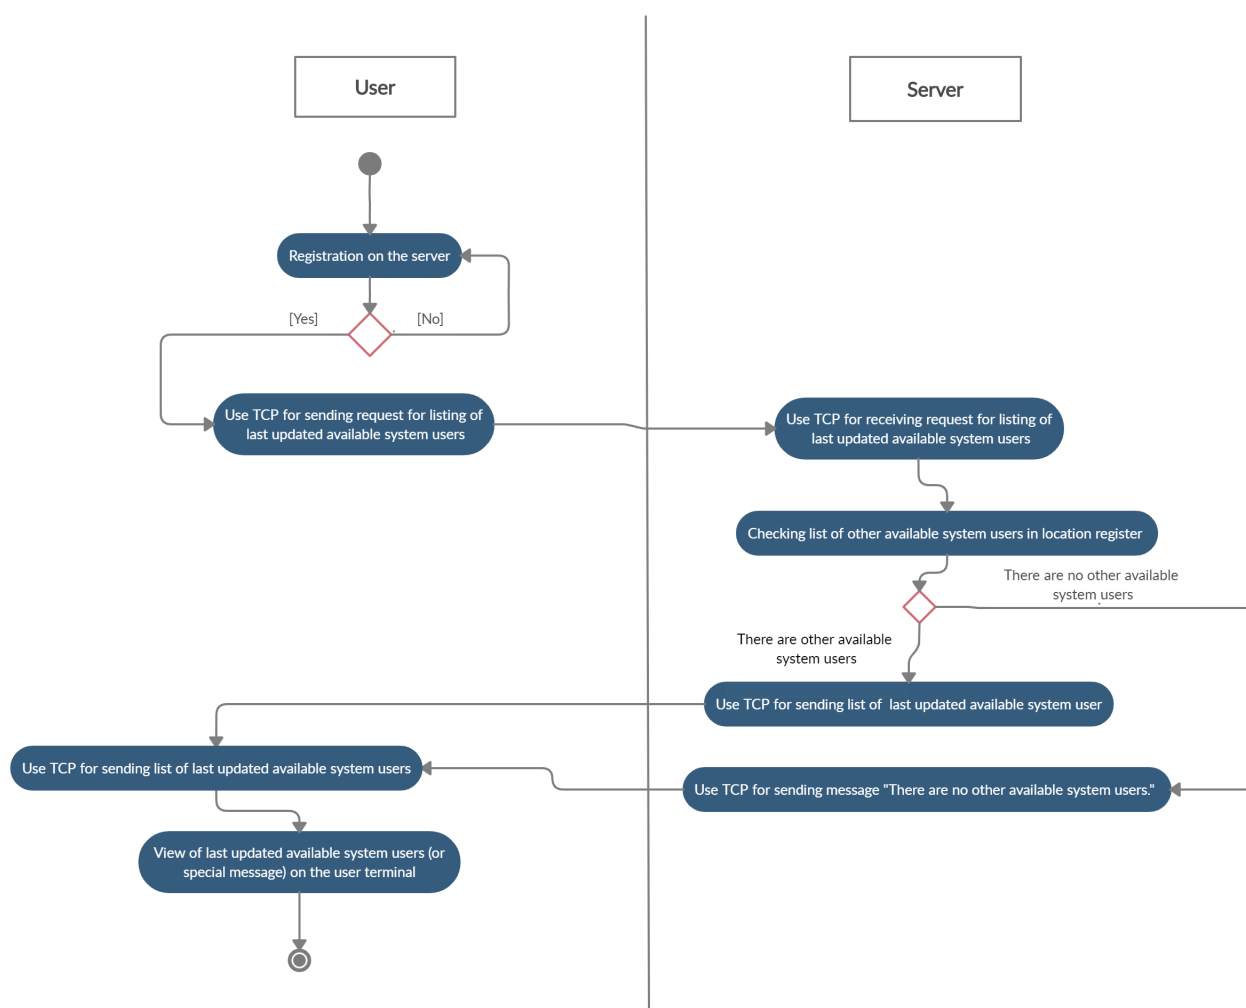 User
Server
Registration on the server
[Yes]
[No]
Use TCP for sending request for listing of
last updated available system users
Use TCP for receiving request for listing of
last updated available system users
Checking list of other available system users in location register
There are no other available
system users
There are other available
system users
Use TCP for sending list of last updated available system user
Use TCP for sending list of last updated available system users
Use TCP for sending message "There are no other available system users."
View of last updated available system users (or
special message) on the user terminal